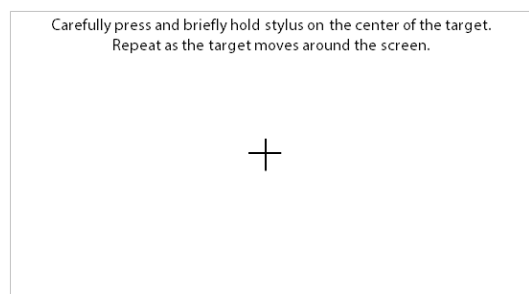 Carefully press and briefly hold stylus on the center of the target.
Repeat as the target moves around the screen.